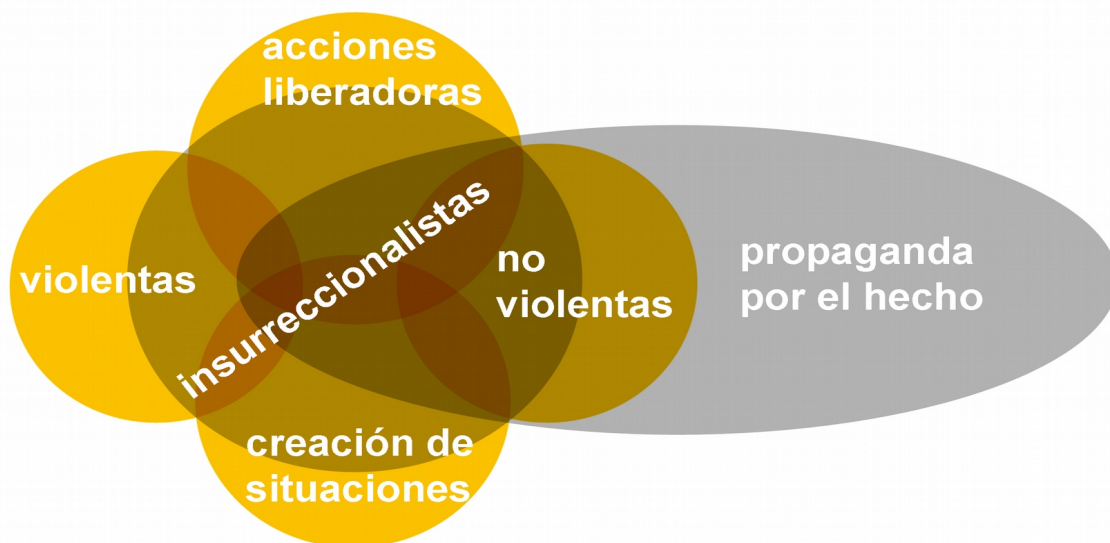 acciones
liberadoras
violentas
insurreccionalistas
no
violentas
propaganda
por el hecho
creación de
situaciones